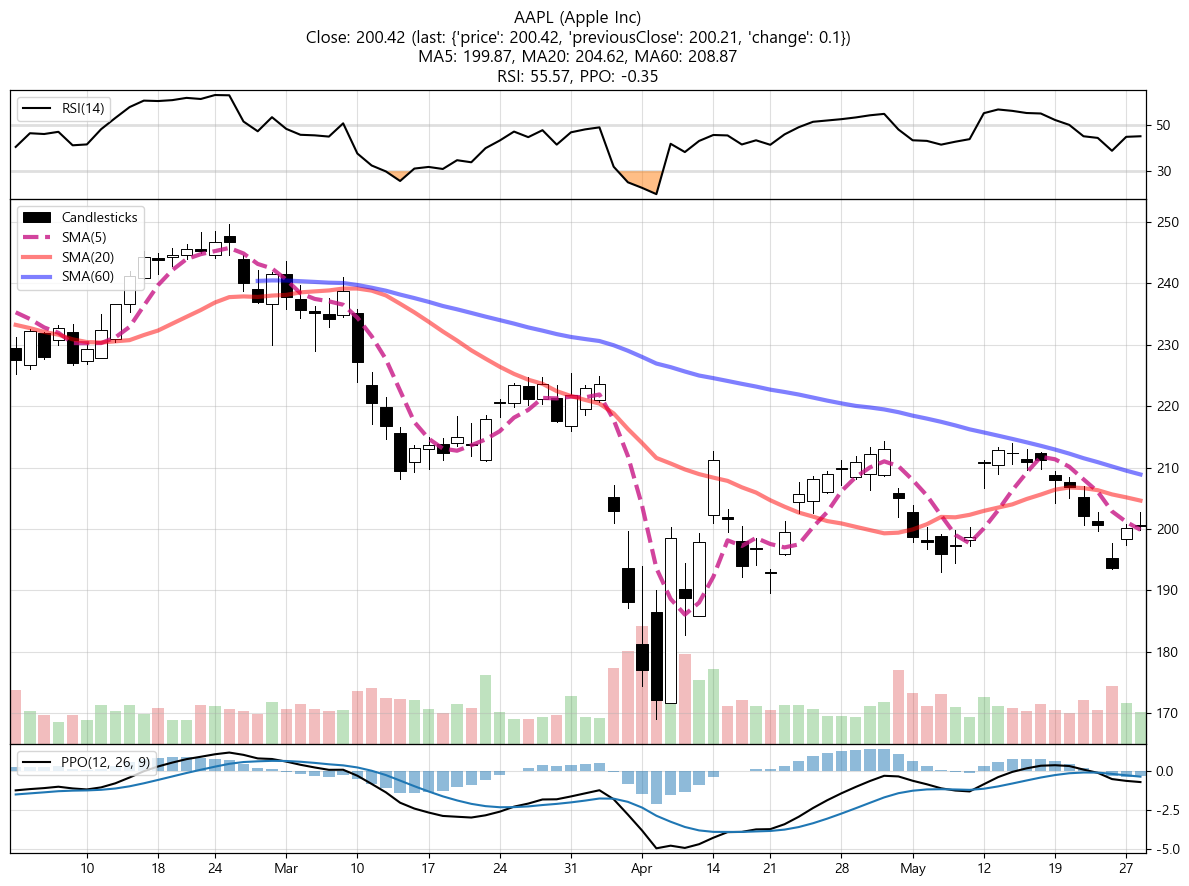 AAPL (Apple Inc)
Close: 200.42 (last: {'price': 200.42, 'previousClose': 200.21, 'change': 0.1})
MA5: 199.87, MA20: 204.62, MA60: 208.87
RSI: 55.57, PPO: -0.35
RSI(14)
50
30
Candlesticks
SMA(5)
SMA(20)
SMA(60)
250
240
230
220
210
200
190
180
170
PPO(12, 26, 9)
0.0
-2.5
-5.0
10 18 24 Mar 10 17 24 31 Apr 14 21 28 May 12 19 27